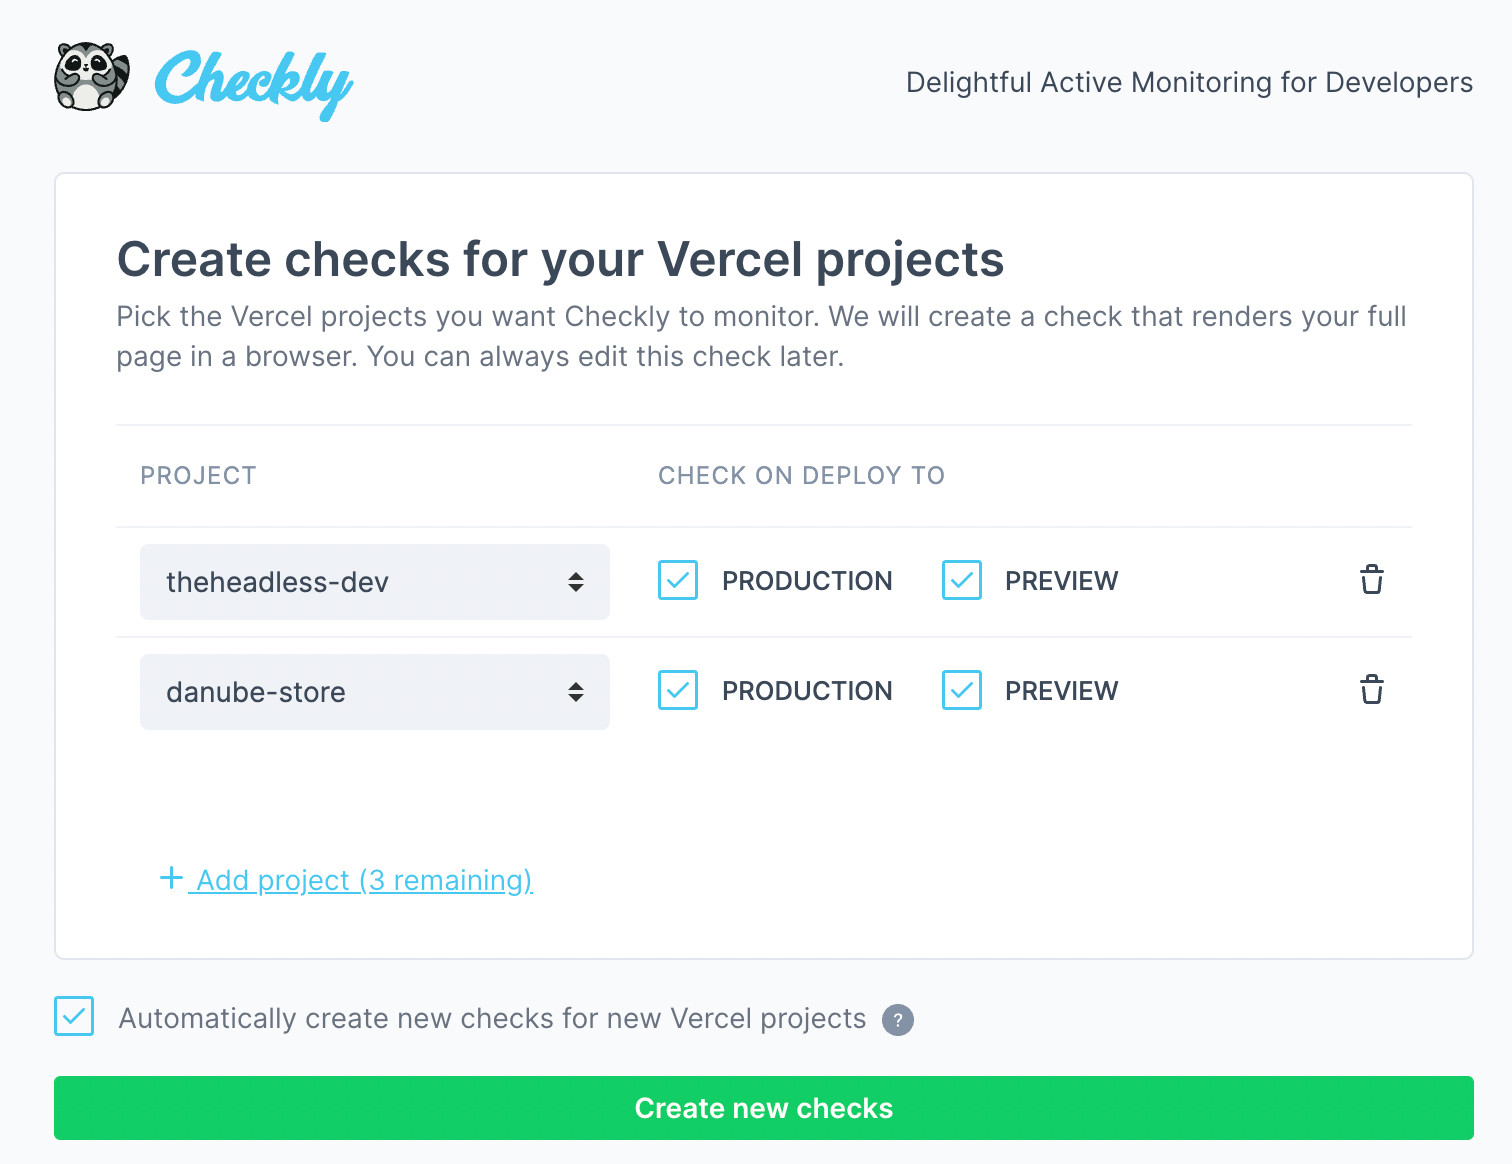 Checkly
Delightful Active Monitoring for Developers
Create checks for your Vercel projects
Pick the Vercel projects you want Checkly to monitor. We will create a check that renders your full
page in a browser. You can always edit this check later.
PROJECT CHECK ON DEPLOY TO
theheadless-dev PRODUCTION PREVIEW
danube-store PRODUCTION PREVIEW
+ Add project (3 remaining)
Automatically create new checks for new Vercel projects ?
Create new checks